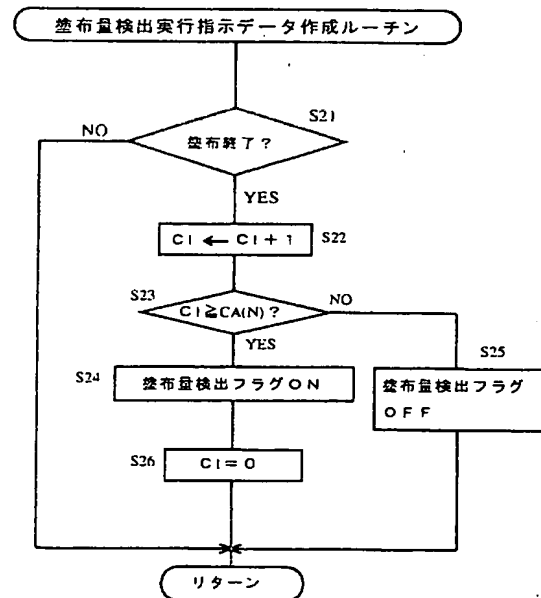 塗布量検出実行指示データ作成ルーチン
S21
NO
塗布終了?
YES
CI ← CI+1
S22
S23
CI≧CA(N)?
NO
YES
S25
S24
塗布量検出フラグON
塗布量検出フラグ
OFF
S26
CI=0
リターン